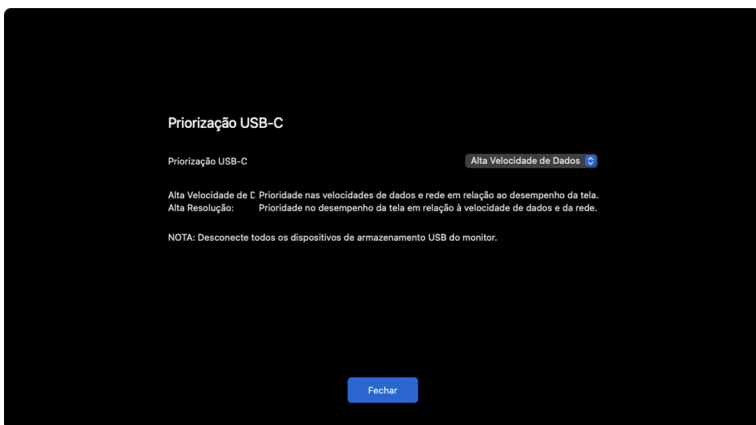 Priorização USB-C
Priorização USB-C Alta Velocidade de Dados
Alta Velocidade de D Prioridade nas velocidades de dados e rede em relação ao desempenho da tela.
Alta Resolução: Prioridade no desempenho da tela em relação à velocidade de dados e da rede.
NOTA: Desconecte todos os dispositivos de armazenamento USB do monitor.
Fechar